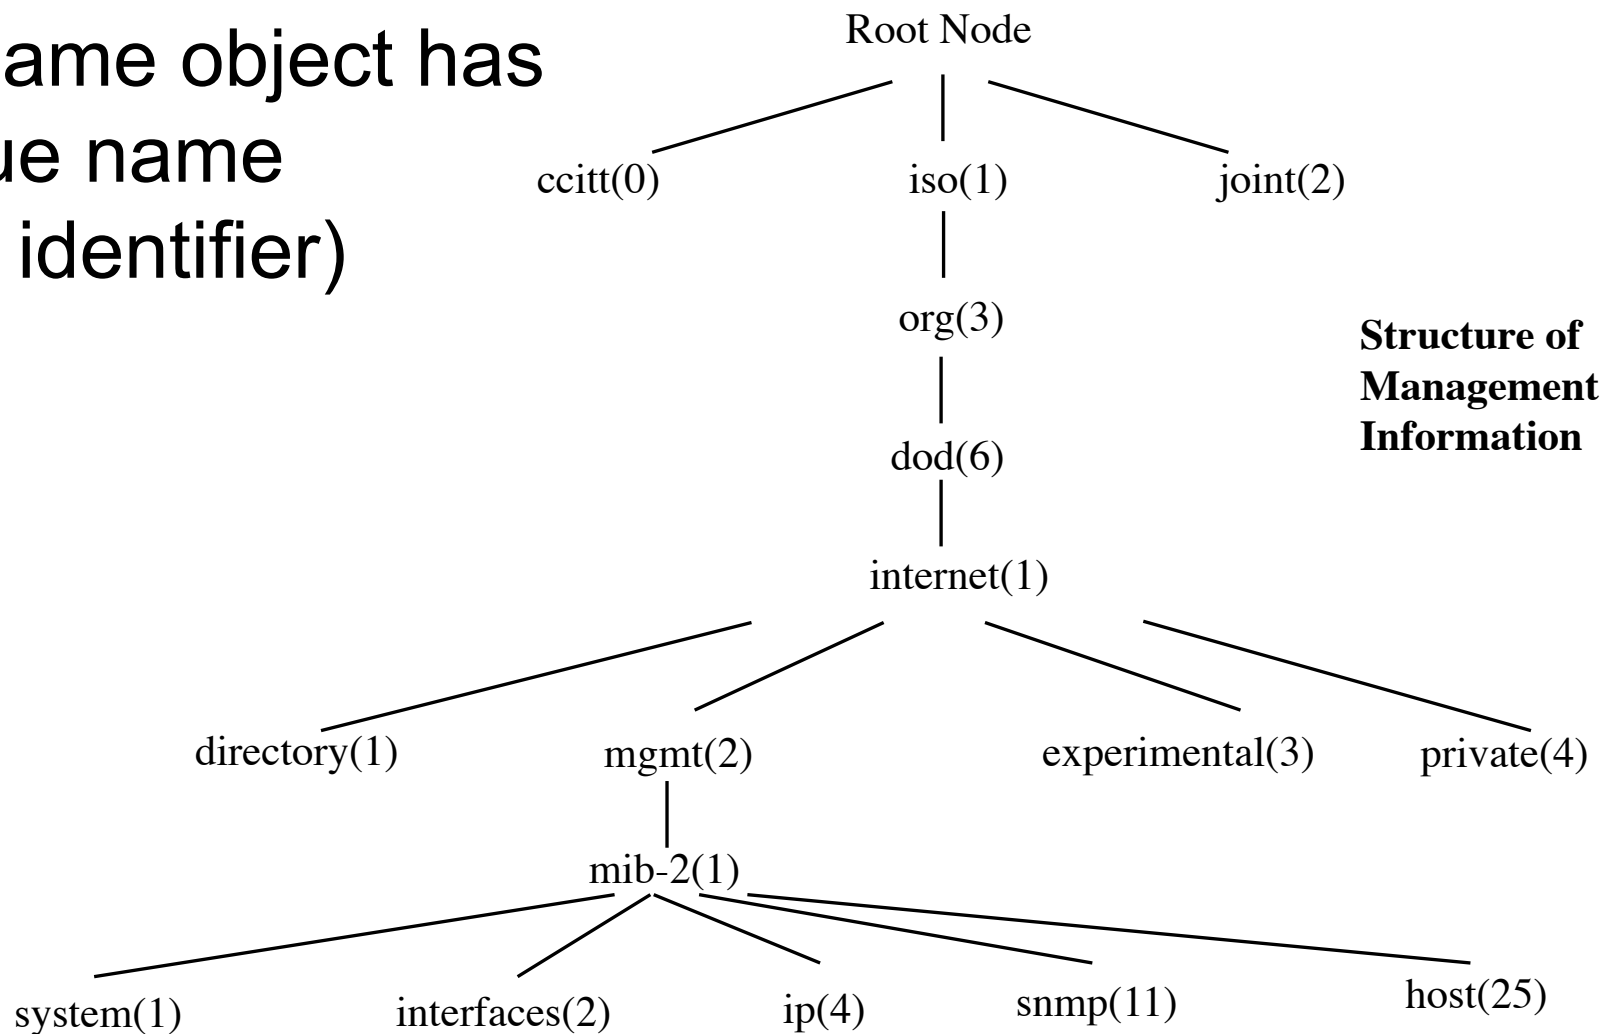 ame object has
ue name
identifier)
Root Node
ccitt(0) iso(1) joint(2)
org(3)
Structure of
Management
Information
dod(6)
internet(1)
directory(1) mgmt(2) experimental(3) private(4)
mib-2(1)
system(1) interfaces(2) ip(4) snmp(11) host(25)